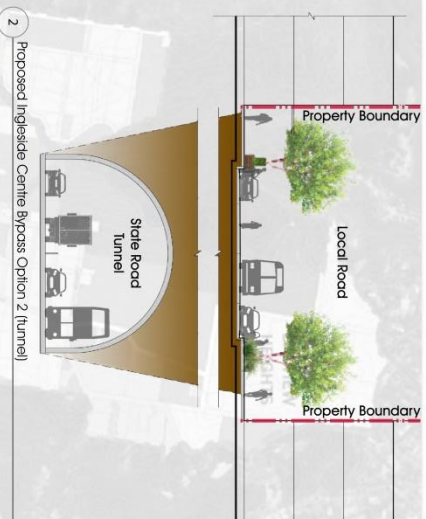 Property Boundary
Local Road
Property Boundary
State Road
Tunnel
2
Proposed Ingleside Centre Bypass Option 2 (tunnel)